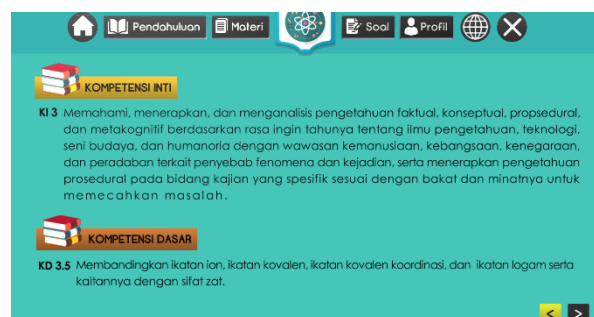 Pendahuluan Materi Soal Profil
KOMPETENSI INTI
KI 3 Memahami, menerapkan, dan menganalisis pengetahuan faktual, konseptual, propsedural,
dan metakognitif berdasarkan rasa ingin tahunya tentang ilmu pengetahuan, teknologi,
seni budaya, dan humanoria dengan wawasan kemanusiaan, kebangsaan, kenegaraan,
dan peradaban terkait penyebab fenomena dan kejadian, serta menerapkan pengetahuan
prosedural pada bidang kajian yang spesifik sesuai dengan bakat dan minatnya untuk
memecahkan masalah.
KOMPETENSI DASAR
KD 3.5 Membandingkan ikatan ion, ikatan kovalen, ikatan kovalen koordinasi, dan ikatan logam serta
kaitannya dengan sifat zat.
< >